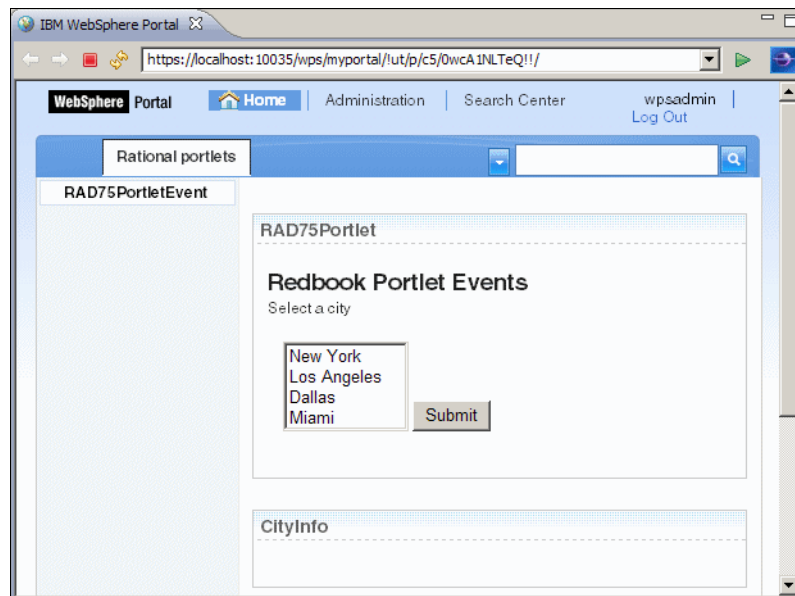 IBM WebSphere Portal
https://localhost:10035/wps/myportal/!ut/p/c5/0wcA1NLTeQ!!/
WebSphere Portal Home Administration Search Center wpsadmin
Log Out
Rational portlets
RAD75PortletEvent
RAD75Portlet
Redbook Portlet Events
Select a city
New York
Los Angeles
Dallas
Miami
Submit
CityInfo